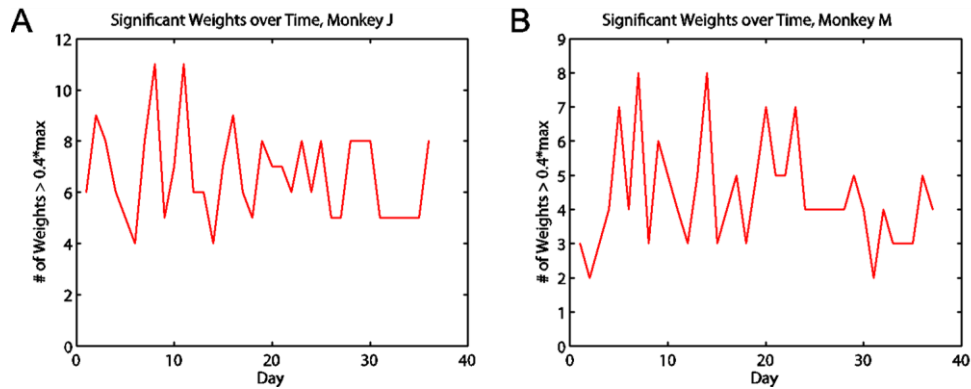 A
Significant Weights over Time, Monkey J
# of Weights > 0.4*max
12
10
8
6
4
2
0
0 10 20 30 40
Day
B
Significant Weights over Time, Monkey M
# of Weights > 0.4*max
9
8
7
6
5
4
3
2
1
0
0 10 20 30 40
Day